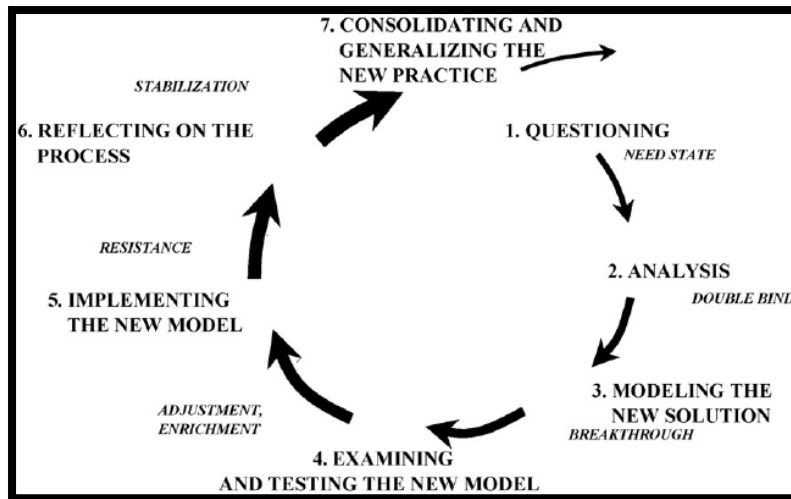 7. CONSOLIDATING AND
GENERALIZING THE
NEW PRACTICE
STABILIZATION
6. REFLECTING ON THE
PROCESS
1. QUESTIONING
NEED STATE
RESISTANCE
2. ANALYSIS
DOUBLE BIND
5. IMPLEMENTING
THE NEW MODEL
3. MODELING THE
NEW SOLUTION
BREAKTHROUGH
ADJUSTMENT,
ENRICHMENT
4. EXAMINING
AND TESTING THE NEW MODEL